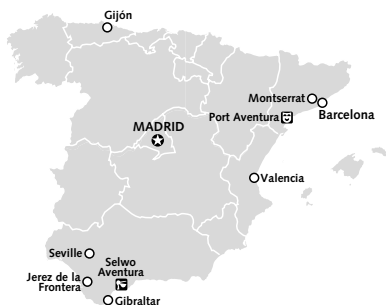 Gijón
Montserrat
Barcelona
Port Aventura
MADRID
Valencia
Seville
Selwo
Aventura
Jerez de la
Frontera
Gibraltar